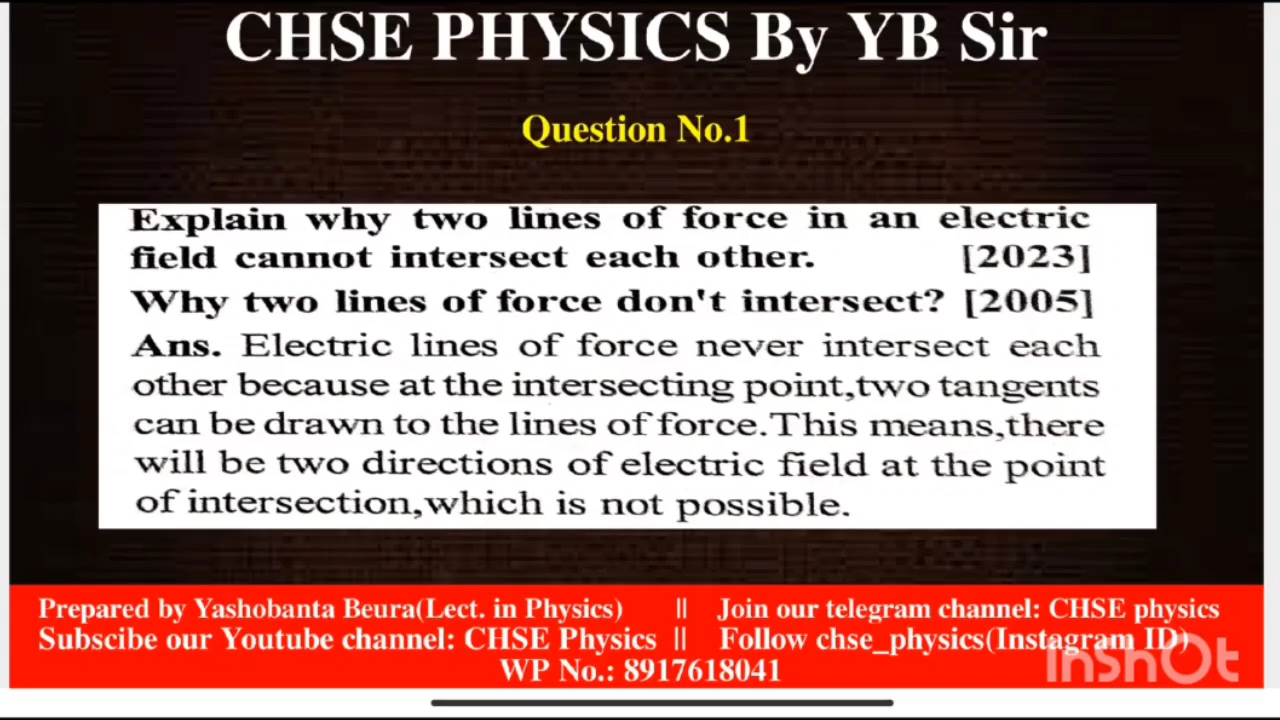 CHSE PHYSICS By YB Sir
Question No.1
Explain why two lines of force in an electric
field cannot intersect each other. [2023]
Why two lines of force don't intersect? [2005]
Ans. Electric lines of force never intersect each
other because at the intersecting point,two tangents
can be drawn to the lines of force.This means,there
will be two directions of electric field at the point
of intersection,which is not possible.
Prepared by Yashobanta Beura(Lect. in Physics) || Join our telegram channel: CHSE physics
Subscibe our Youtube channel: CHSE Physics || Follow chse_physics(Instagram ID)
WP No.: 8917618041
InShOt